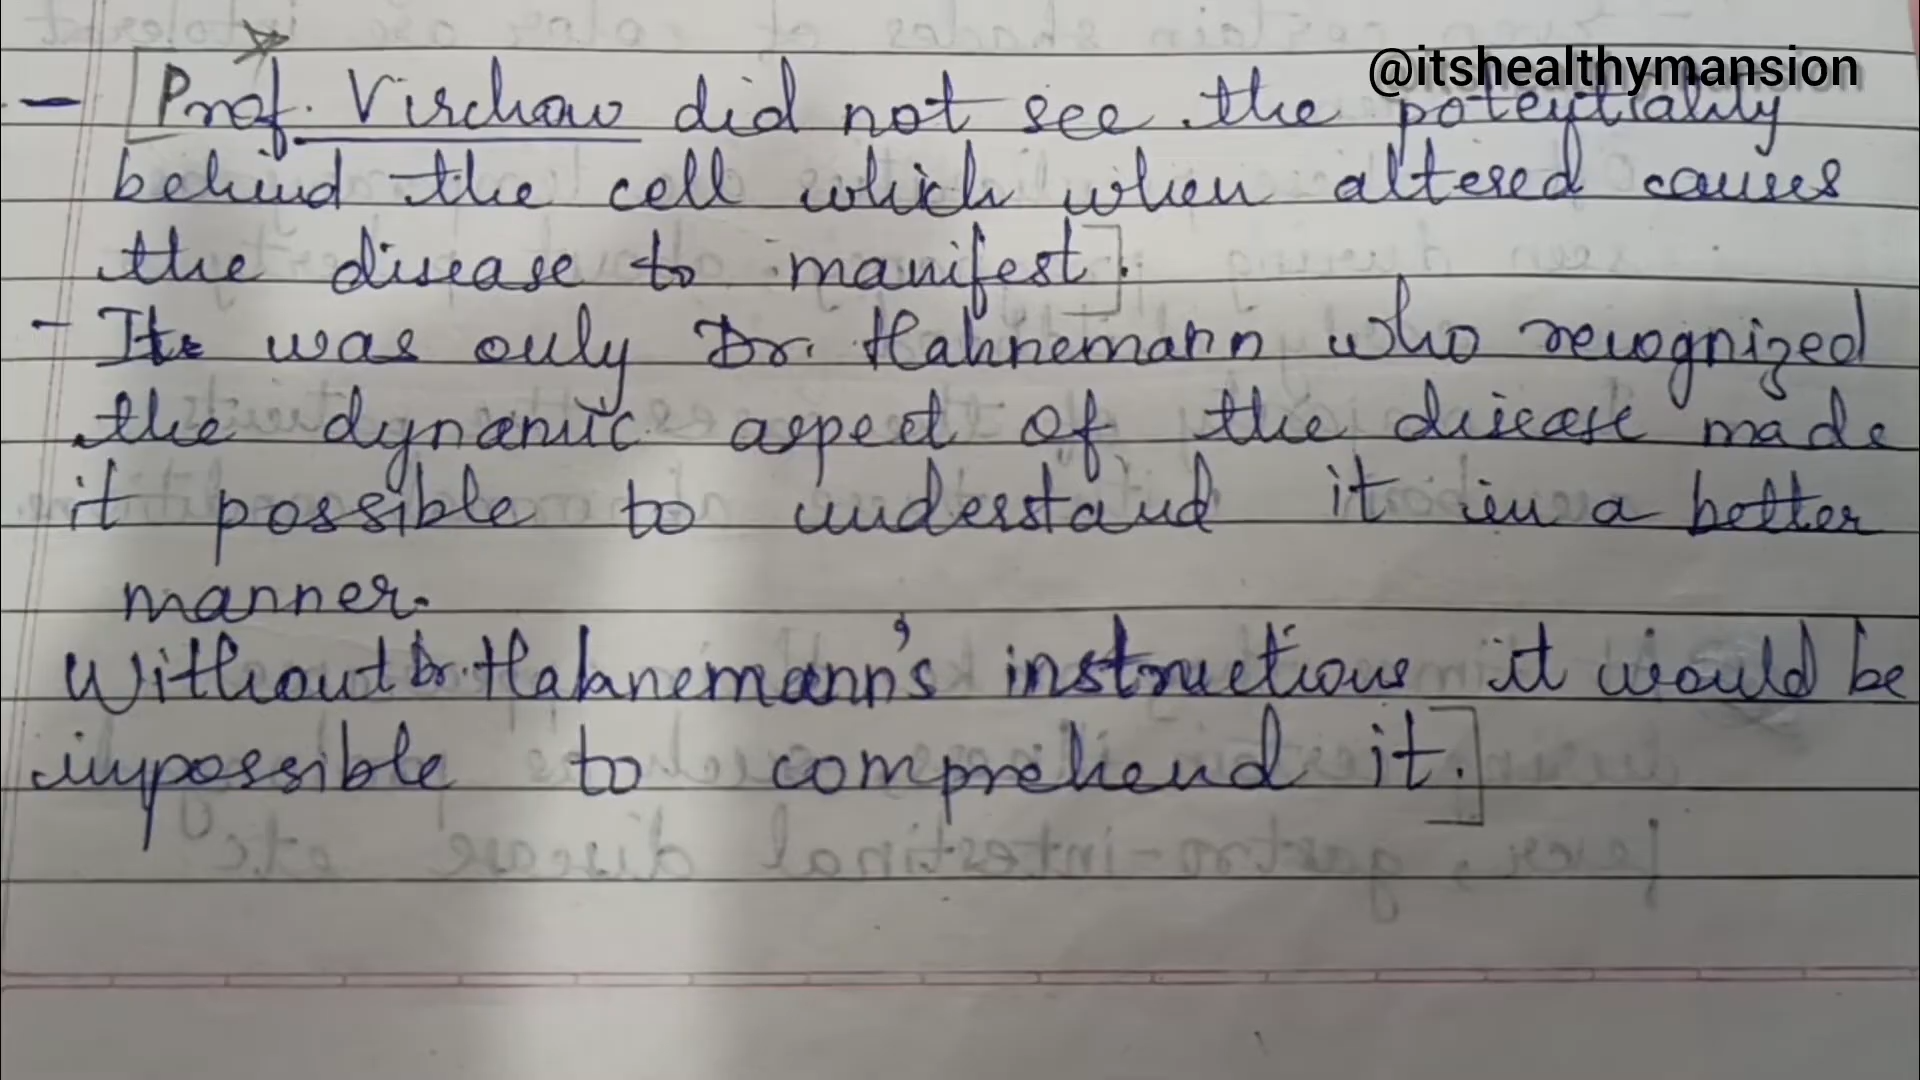 @itshealthymansion
- [Prof. Virchow did not see the potentiality
behind the cell which when altered causes
the disease to manifest].
- It was only Dr. Hahnemann who recognized
the dynamic aspect of the disease made
it possible to understand it in a better
manner.
Without Dr. Hahnemann's instructions it would be
impossible to comprehend it.]